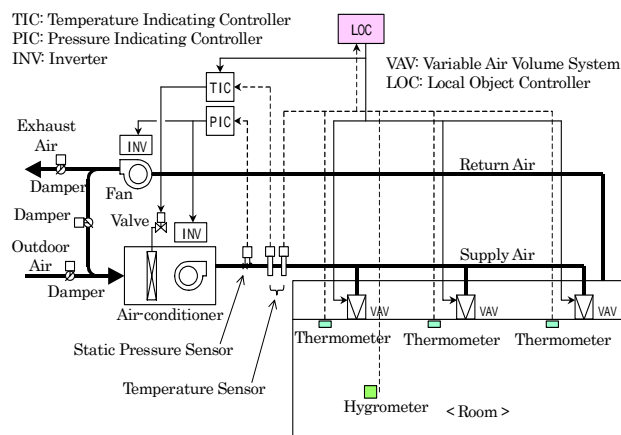 TIC: Temperature Indicating Controller
PIC: Pressure Indicating Controller
INV: Inverter
LOC
VAV: Variable Air Volume System
LOC: Local Object Controller
TIC
PIC
Exhaust
Air
INV
Damper
Fan
Return Air
Damper
Valve
INV
Outdoor
Air
Supply Air
Damper
Air-conditioner
VAV
VAV
VAV
Static Pressure Sensor
Thermometer
Thermometer
Thermometer
Temperature Sensor
Hygrometer
< Room >